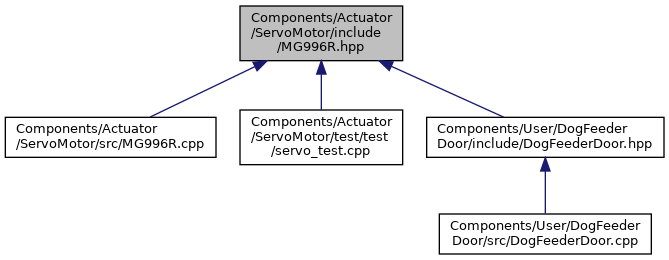 Components/Actuator
/ServoMotor/include
/MG996R.hpp
Components/Actuator
/ServoMotor/src/MG996R.cpp
Components/Actuator
/ServoMotor/test/test
/servo_test.cpp
Components/User/DogFeeder
Door/include/DogFeederDoor.hpp
Components/User/DogFeeder
Door/src/DogFeederDoor.cpp